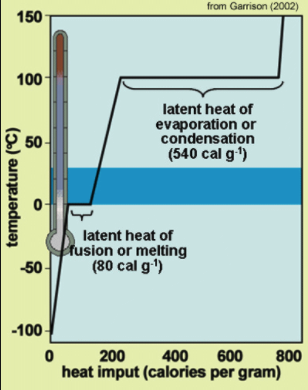 from Garrison (2002)
150
100
50
0
-50
-100
temperature (°C)
latent heat of
evaporation or
condensation
(540 cal g-1)
latent heat of
fusion or melting
(80 cal g-1)
0
200
400
600
800
heat imput (calories per gram)